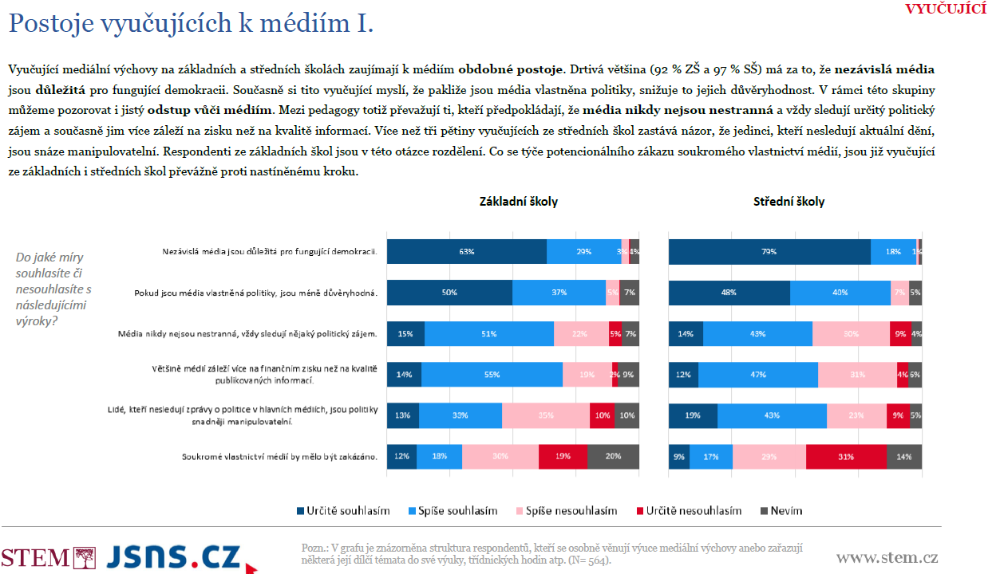 VYUČUJÍCÍ
Postoje vyučujících k médiím I.
Vyučující mediální výchovy na základních a středních školách zaujímají k médiím obdobné postoje. Drtivá většina (92 % ZŠ a 97 % SŠ) má za to, že nezávislá média
jsou důležitá pro fungující demokracii. Současně si tito vyučující myslí, že pakliže jsou média vlastněna politiky, snižuje to jejich důvěryhodnost. V rámci této skupiny
můžeme pozorovat i jistý odstup vůči médiím. Mezi pedagogy totiž převažují ti, kteří předpokládají, že média nikdy nejsou nestranná a vždy sledují určitý politický
zájem a současně jim více záleží na zisku než na kvalitě informací. Více než tři pětiny vyučujících ze středních škol zastává názor, že jedinci, kteří nesledují aktuální dění,
jsou snáze manipulovatelní. Respondenti ze základních škol jsou v této otázce rozdělení. Co se týče potencionálního zákazu soukromého vlastnictví médií, jsou již vyučující
ze základních i středních škol převážně proti nastíněnému kroku.
Základní školy
Střední školy
Do jaké míry
souhlasíte či
nesouhlasíte s
následujícími
výroky?
Nezávislá média jsou důležitá pro fungující demokracii.
63% 29% 3% 4%
79% 18% 1%
Pokud jsou média vlastněná politiky, jsou méně důvěryhodná.
50% 37% 5% 7%
48% 40% 7% 5%
Média nikdy nejsou nestranná, vždy sledují nějaký politický zájem.
15% 51% 22% 5% 7%
14% 43% 30% 9% 4%
Většině médií záleží více na finančním zisku než na kvalitě
publikovaných informací.
14% 55% 19% 2% 9%
12% 47% 31% 4% 6%
Lidé, kteří nesledují zprávy o politice v hlavních médiích, jsou politiky
snadněji manipulovatelní.
13% 33% 35% 10% 10%
19% 43% 23% 9% 5%
Soukromé vlastnictví médií by mělo být zakázáno.
12% 18% 30% 19% 20%
9% 17% 29% 31% 14%
Určitě souhlasím Spíše souhlasím Spíše nesouhlasím Určitě nesouhlasím Nevím
STEM
JSNS.CZ
Pozn.: V grafu je znázorněna struktura respondentů, kteří se osobně věnují výuce mediální výchovy anebo zařazují
některá její dílčí témata do své výuky, třídnických hodin atp. (N= 564).
www.stem.cz